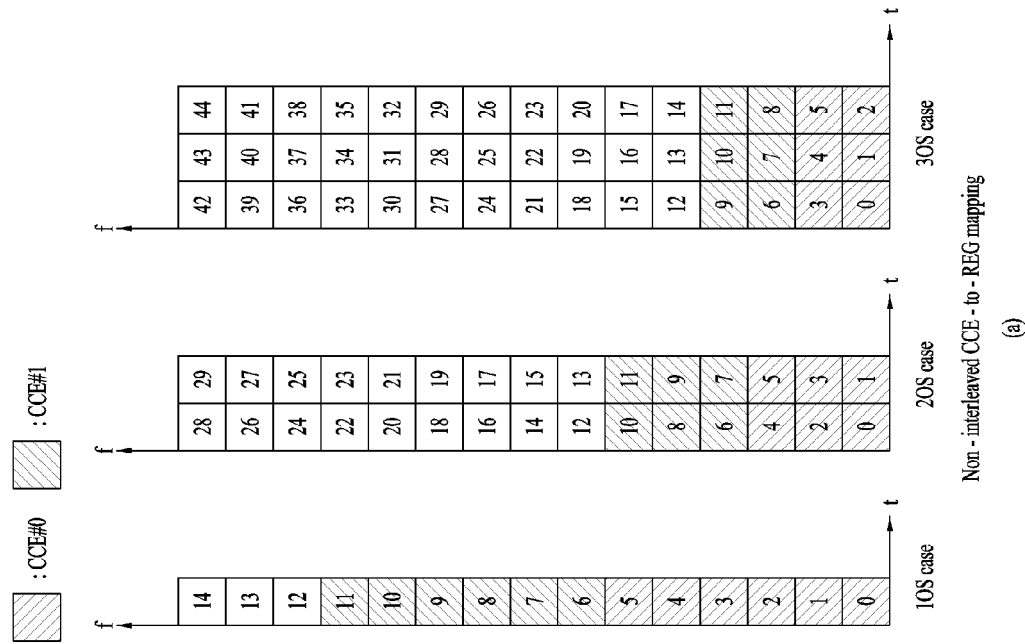 : CCE#0
: CCE#1
f
14
13
12
11
10
9
8
7
6
5
4
3
2
1
0
t
1OS case
f
28 29
26 27
24 25
22 23
20 21
18 19
16 17
14 15
12 13
10 11
8 9
6 7
4 5
2 3
0 1
t
2OS case
f
42 43 44
39 40 41
36 37 38
33 34 35
30 31 32
27 28 29
24 25 26
21 22 23
18 19 20
15 16 17
12 13 14
9 10 11
6 7 8
3 4 5
0 1 2
t
3OS case
Non - interleaved CCE - to - REG mapping
(a)